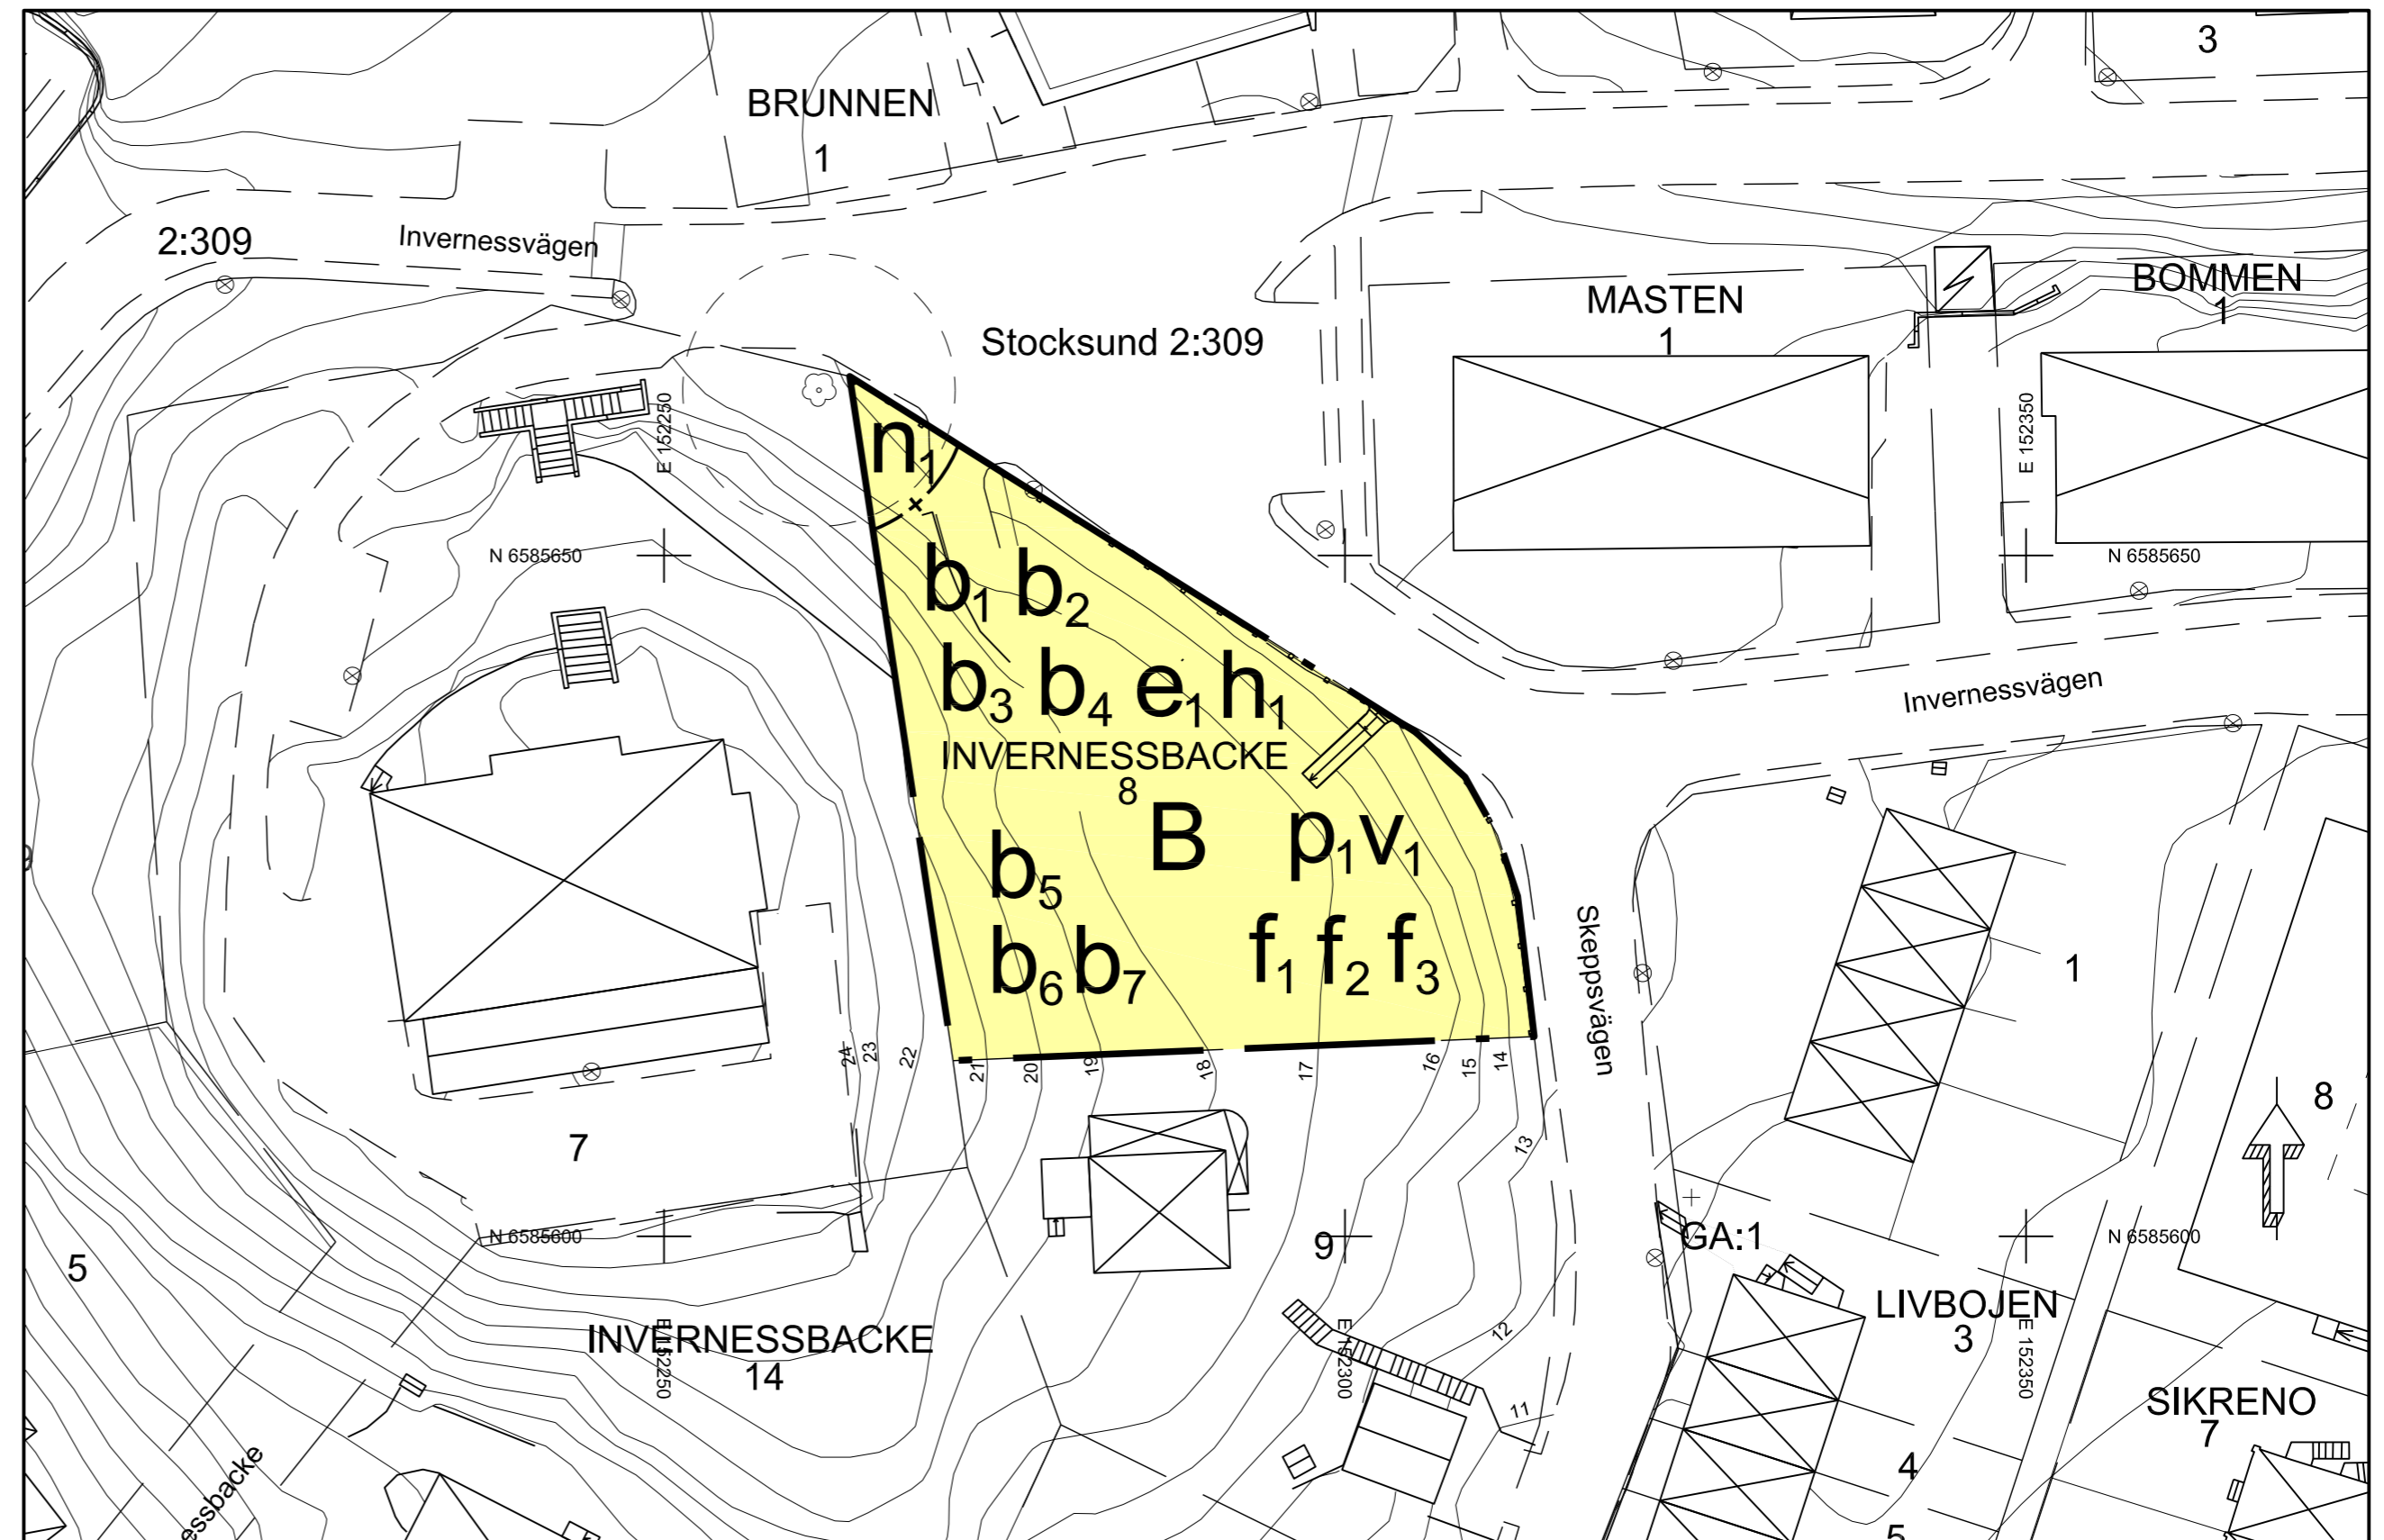 3
BRUNNEN
1
2:309
Invernessvägen
Stocksund 2:309
MASTEN
1
BOMMEN
1
E 152250
E 152350
n1
N 6585650
N 6585650
b1 b2
b3 b4 e1 h1
Invernessvägen
INVERNESSBACKE
8
B
p1 v1
b5
b6 b7
f1 f2 f3
Skeppsvägen
1
24
23
22
21
20
19
18
17
16
15
14
13
8
7
N 6585600
9
GA:1
N 6585600
5
INVERNESSBACKE
14
E 152250
E 152300
12
LIVBOJEN
3
E 152350
11
SIKRENO
7
4
5
essbacke